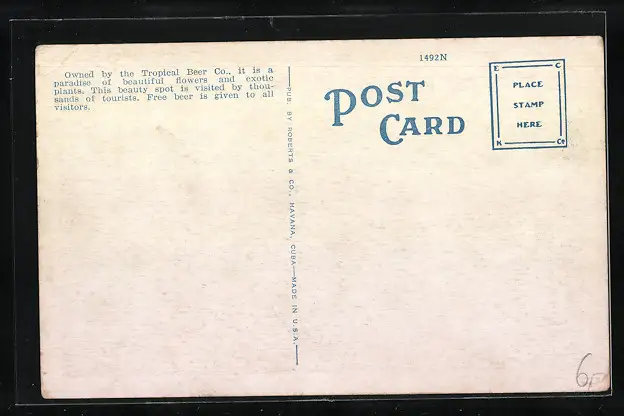 Owned by the Tropical Beer Co., it is a
paradise of beautiful flowers and exotic
plants. This beauty spot is visited by thou-
sands of tourists. Free beer is given to all
visitors.
PUB. BY ROBERTS & CO., HAVANA, CUBA—MADE IN U.S.A.
1492N
POST
CARD
E C
PLACE
STAMP
HERE
K Co
6,-